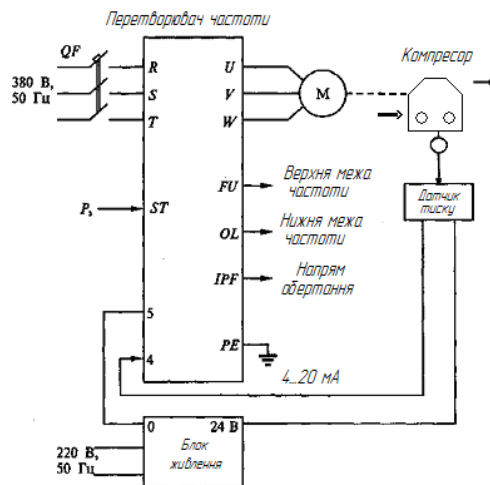 Перетворювач частоти
QF
380 В,
50 Гц
R
S
T
U
V
W
M
Компресор
Pз
ST
FU
Верхня межа
частоти
OL
Нижня межа
частоти
IPF
Напрям
обертання
Датчик
тиску
5
4
PE
4...20 мА
0
24 В
Блок
живлення
220 В,
50 Гц